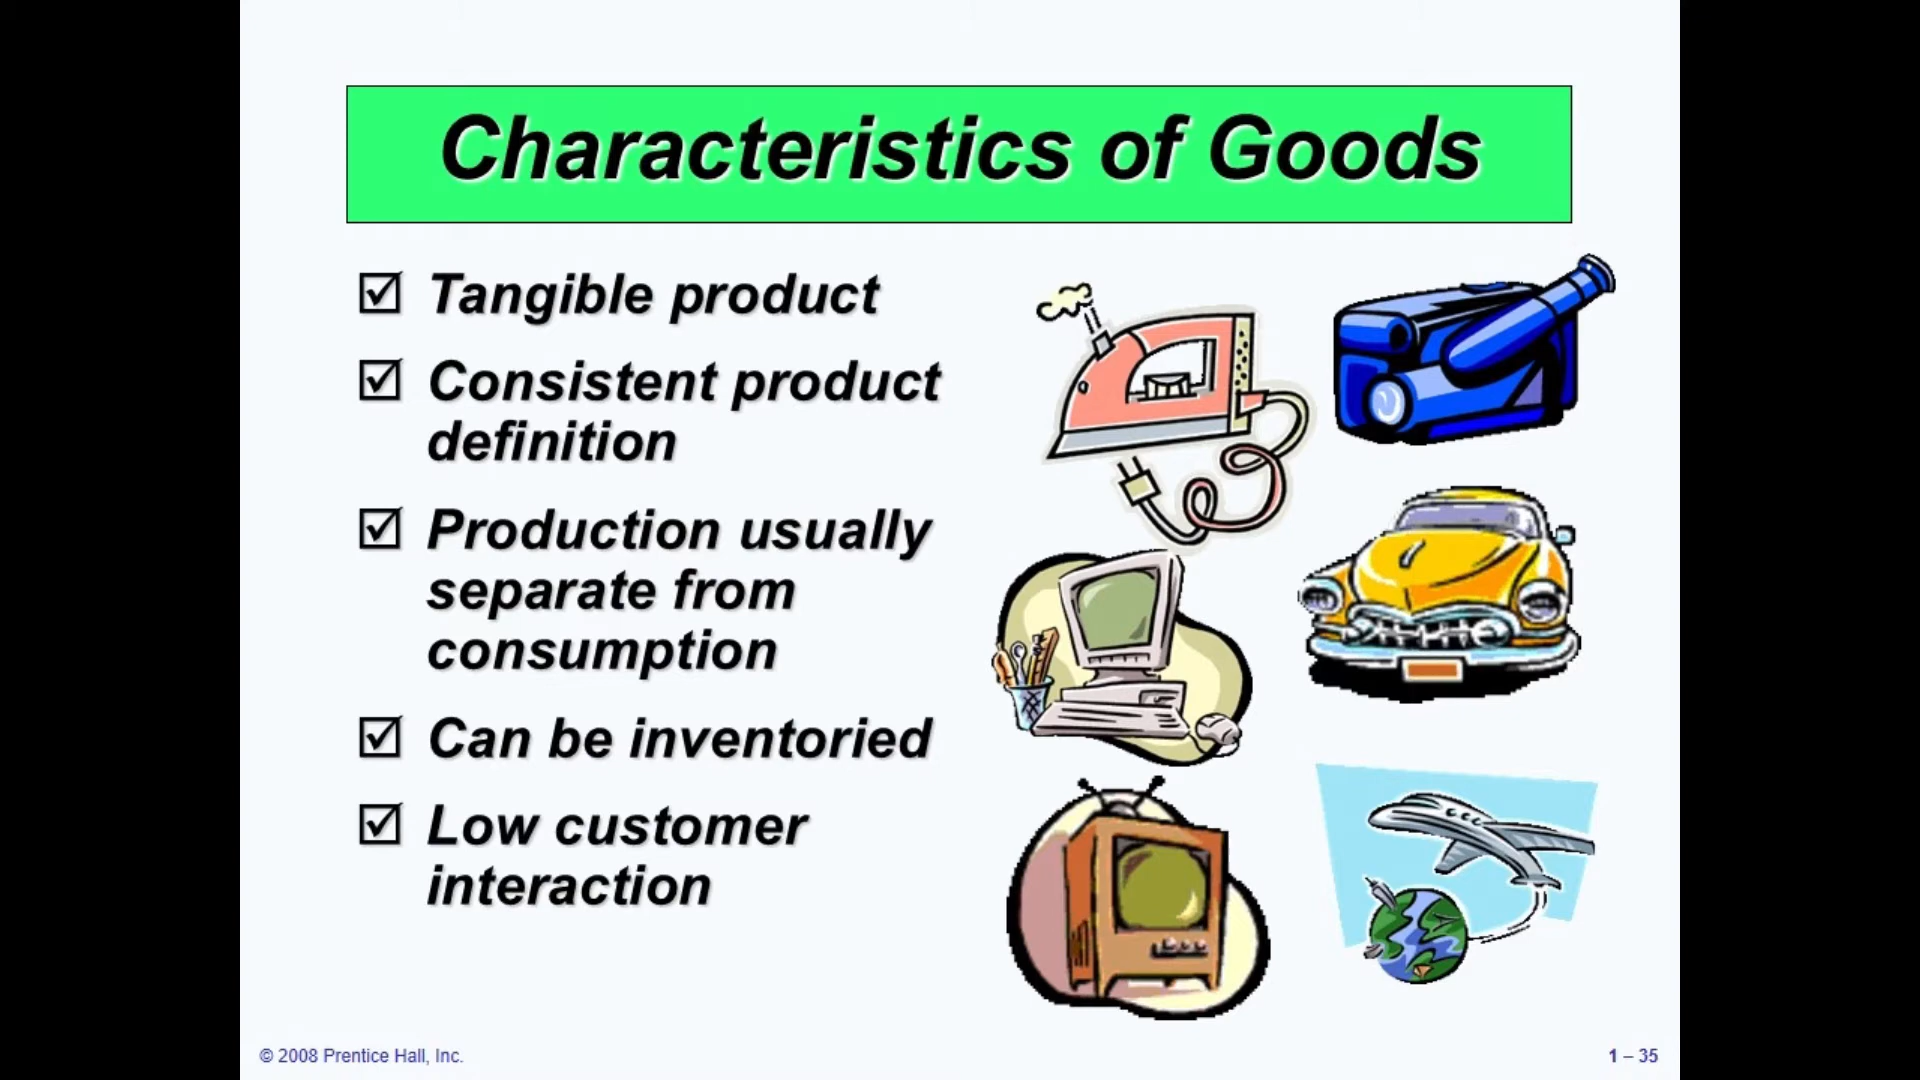 Characteristics of Goods
Tangible product
Consistent product
definition
Production usually
separate from
consumption
Can be inventoried
Low customer
interaction
© 2008 Prentice Hall, Inc.
1 – 35